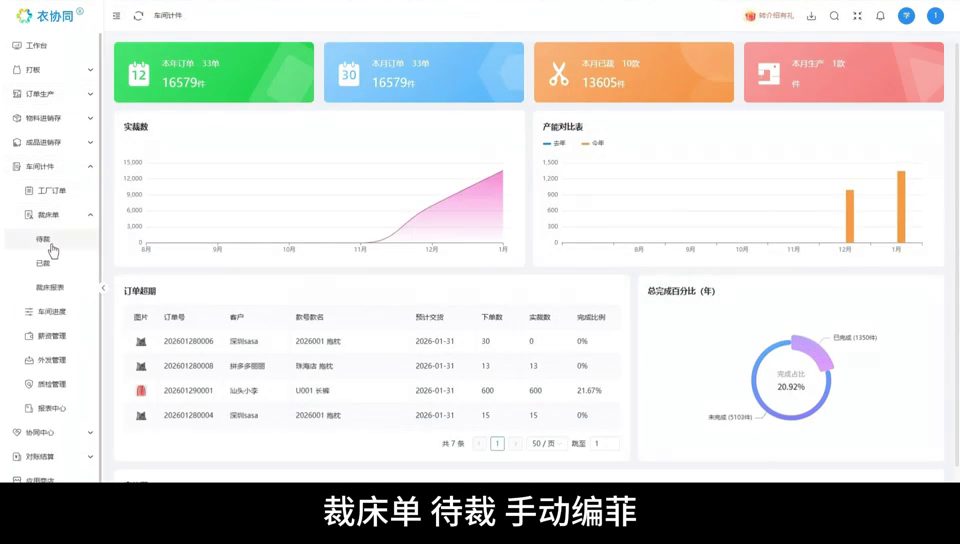 衣协同®
车间计件
转介绍有礼
学
1
工作台
打板
订单生产
物料进销存
成品进销存
车间计件
工厂订单
裁床单
待裁
已裁
裁床报表
车间进度
薪资管理
外发管理
质检管理
报表中心
协同中心
对账结算
应用商店
12
本年订单 33单
16579件
30
本月订单 33单
16579件
本月已裁 10款
13605件
本月生产 1款
件
实裁数
15,000
12,000
9,000
6,000
3,000
0
8月 9月 10月 11月 12月 1月
产能对比表
去年 今年
1,500
1,200
900
600
300
0
8月 9月 10月 11月 12月 1月
订单超期
图片 订单号 客户 款号款名 预计交货 下单数 实裁数 完成比例
202601280006 深圳sasa 2026001 抱枕 2026-01-31 30 0 0%
202601280008 拼多多丽丽 珠海店 抱枕 2026-01-31 13 13 0%
202601290001 汕头小李 U001 长裤 2026-01-31 600 600 21.67%
202601280004 深圳sasa 2026001 抱枕 2026-01-31 15 15 0%
共 7 条 1 50 / 页 跳至 1
总完成百分比（年）
已完成 (1350件)
完成占比
20.92%
未完成 (5103件)
裁床单 待裁 手动编菲